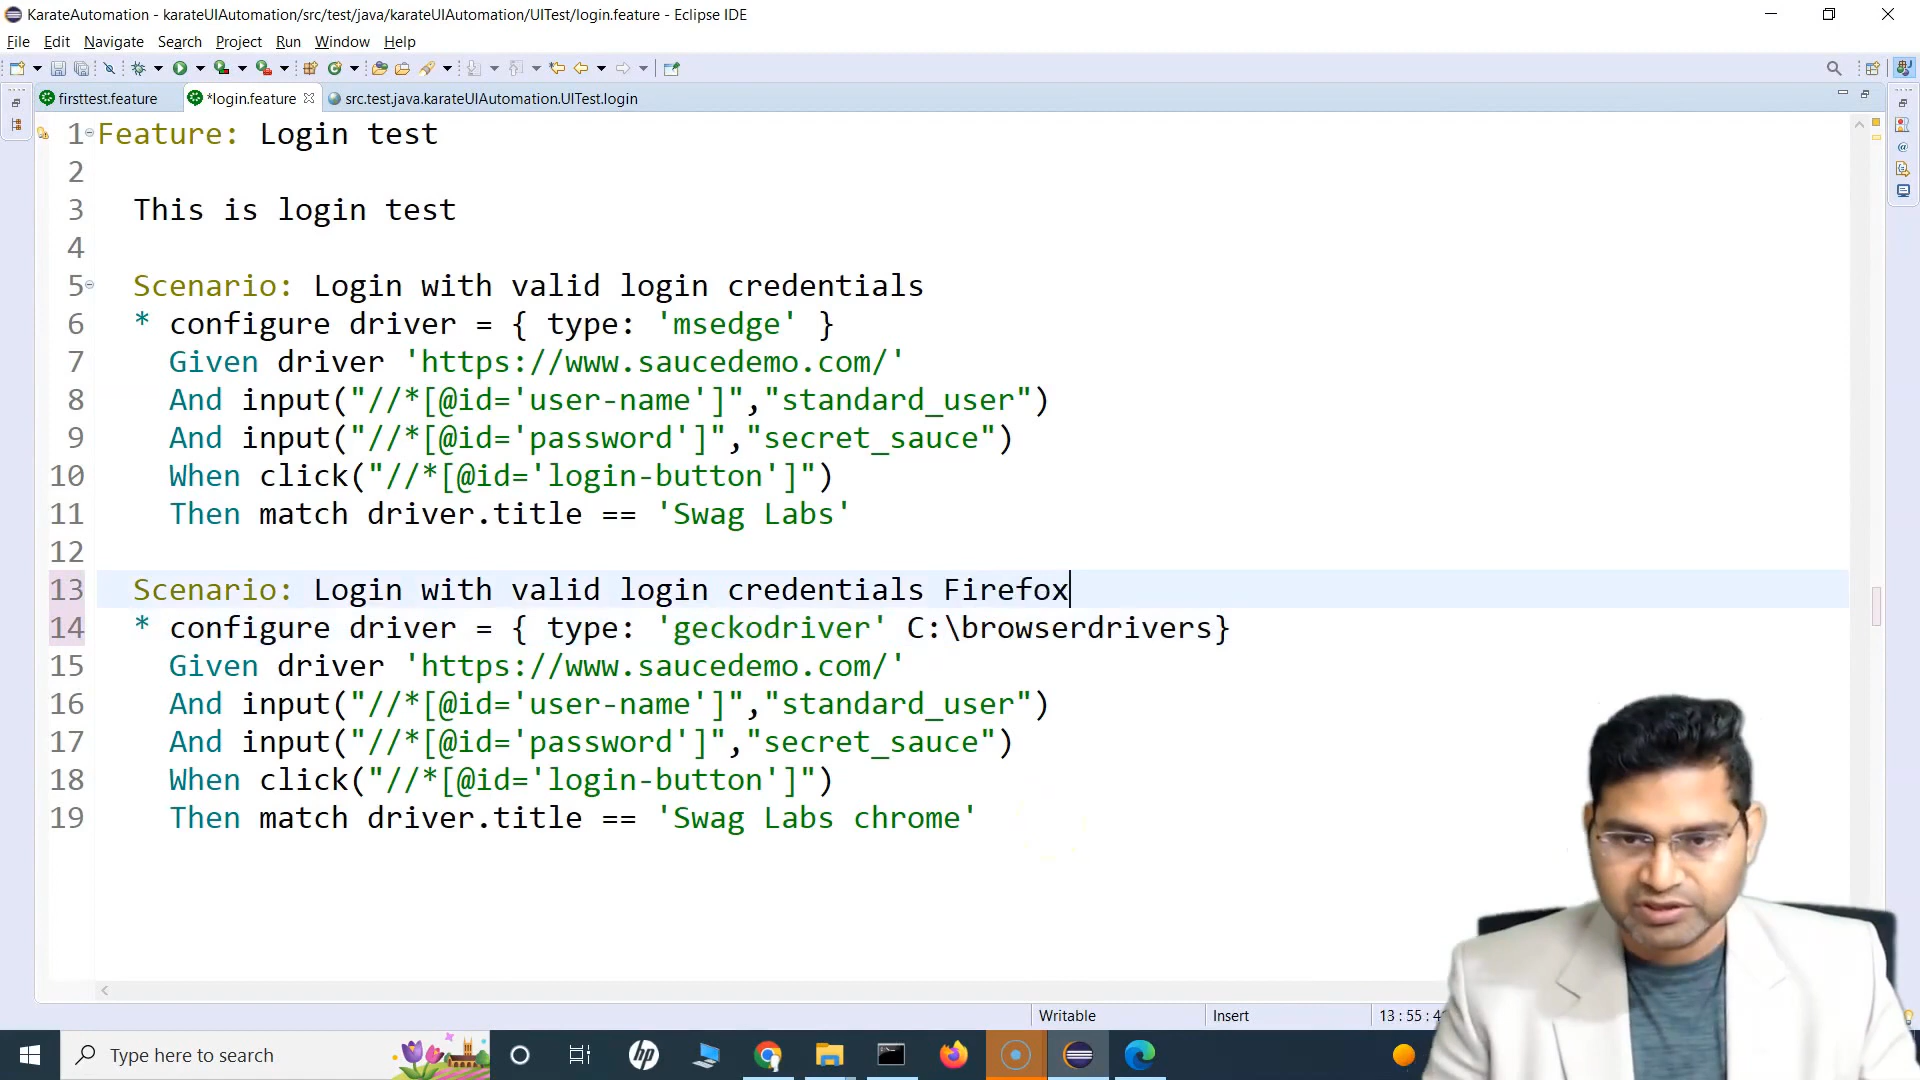 KarateAutomation - karateUIAutomation/src/test/java/karateUIAutomation/UITest/login.feature - Eclipse IDE
File Edit Navigate Search Project Run Window Help
firsttest.feature *login.feature src.test.java.karateUIAutomation.UITest.login
1 Feature: Login test
2
3 This is login test
4
5 Scenario: Login with valid login credentials
6 * configure driver = { type: 'msedge' }
7 Given driver 'https://www.saucedemo.com/'
8 And input("//*[@id='user-name']","standard_user")
9 And input("//*[@id='password']","secret_sauce")
10 When click("//*[@id='login-button']")
11 Then match driver.title == 'Swag Labs'
12
13 Scenario: Login with valid login credentials Firefox
14 * configure driver = { type: 'geckodriver' C:\browserdrivers}
15 Given driver 'https://www.saucedemo.com/'
16 And input("//*[@id='user-name']","standard_user")
17 And input("//*[@id='password']","secret_sauce")
18 When click("//*[@id='login-button']")
19 Then match driver.title == 'Swag Labs chrome'
Writable Insert 13 : 55 :
Type here to search
hp